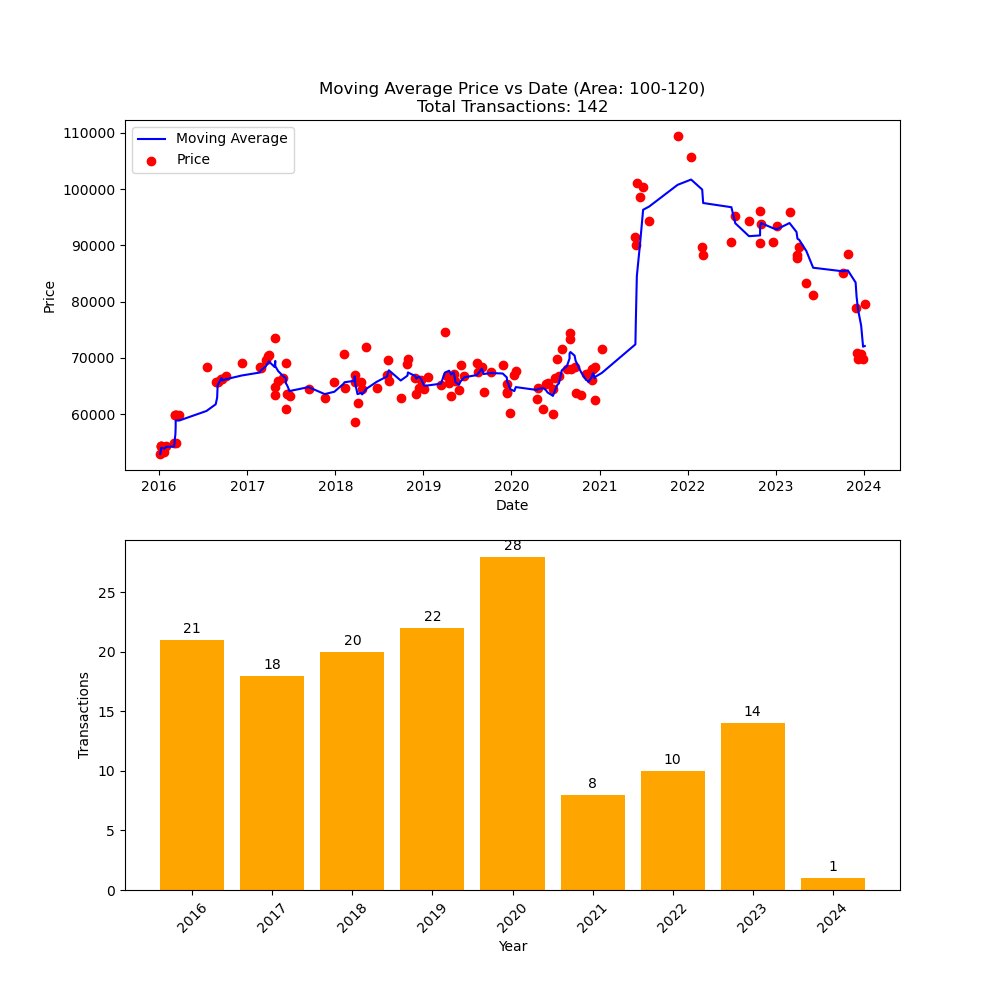 Moving Average Price vs Date (Area: 100-120)
Total Transactions: 142
Moving Average
Price
Price
110000
100000
90000
80000
70000
60000
2016 2017 2018 2019 2020 2021 2022 2023 2024
Date
Transactions
25
20
15
10
5
0
21 18 20 22 28 8 10 14 1
2016 2017 2018 2019 2020 2021 2022 2023 2024
Year